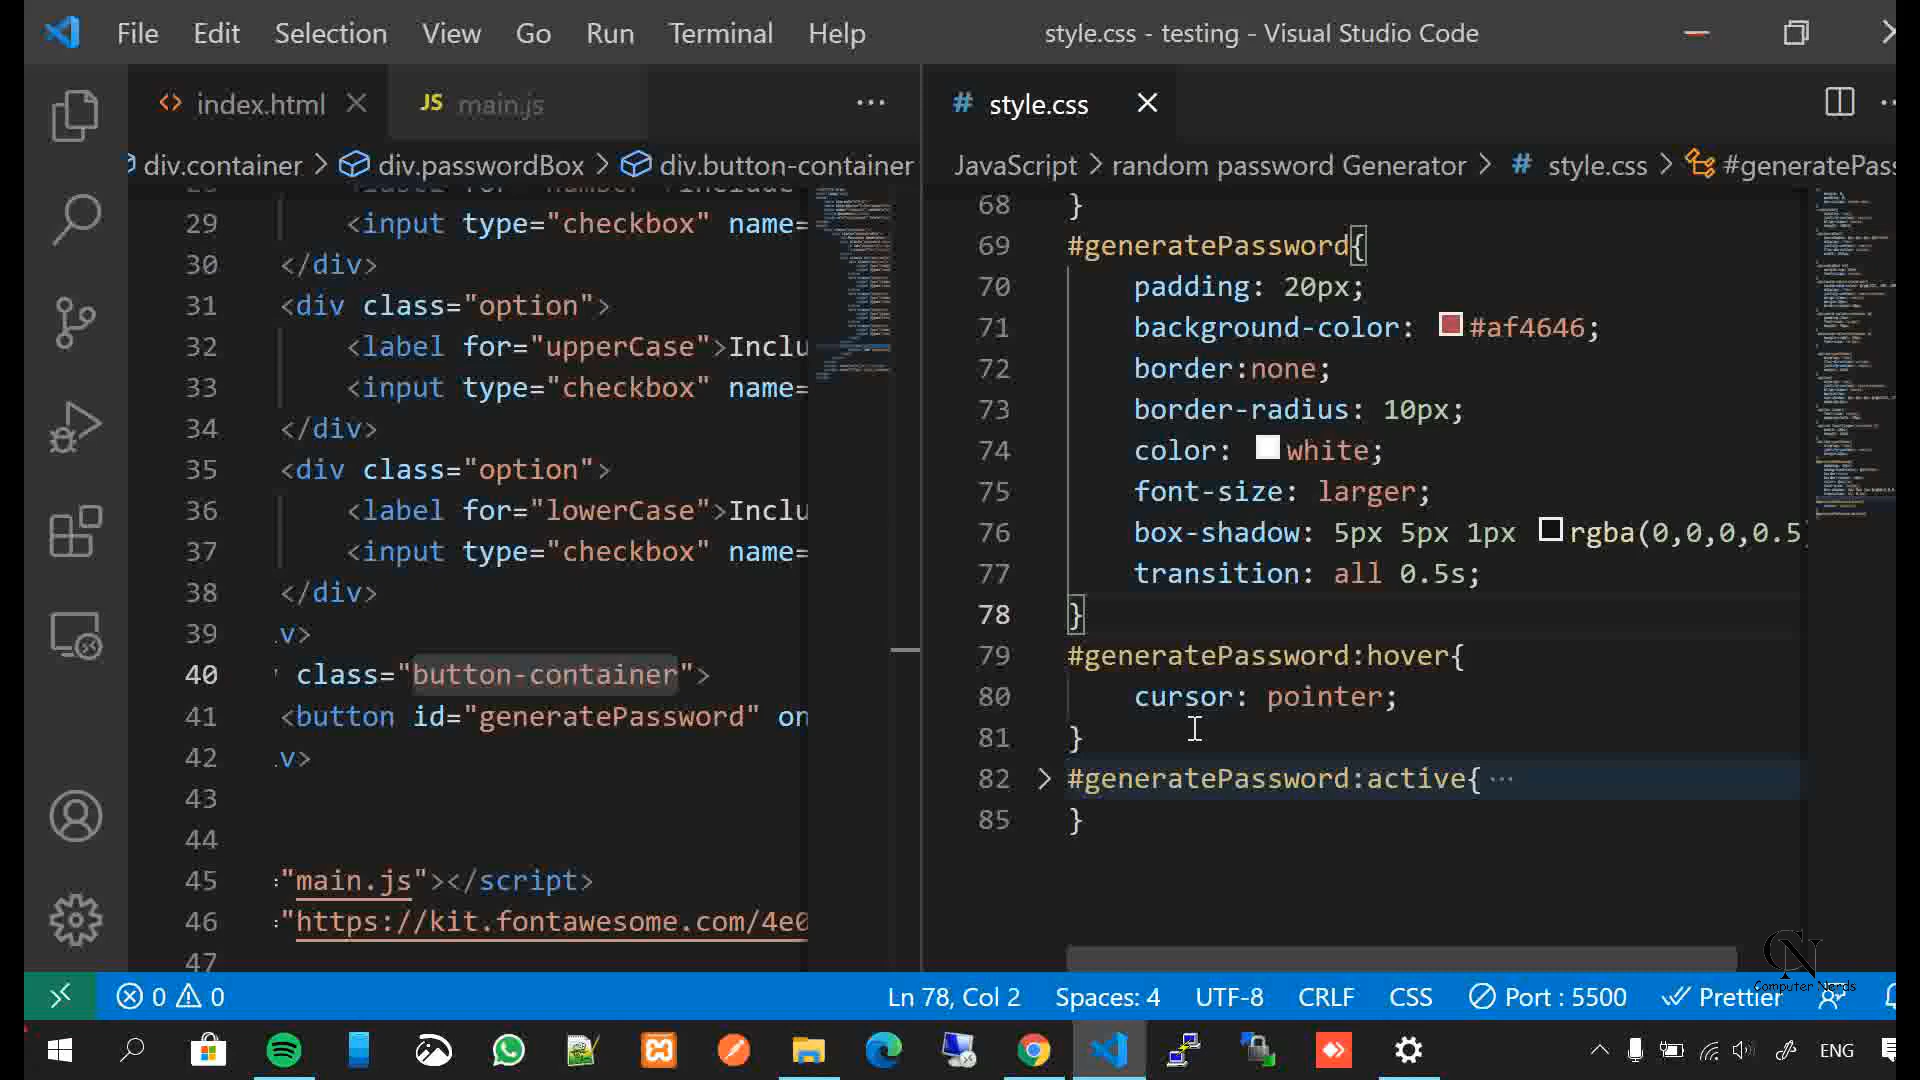 File Edit Selection View Go Run Terminal Help
style.css - testing - Visual Studio Code
index.html
JS main.js
div.container > div.passwordBox > div.button-container
29 <input type="checkbox" name=
30 </div>
31 <div class="option">
32 <label for="upperCase">Inclu
33 <input type="checkbox" name=
34 </div>
35 <div class="option">
36 <label for="lowerCase">Inclu
37 <input type="checkbox" name=
38 </div>
39 v>
40 class="button-container">
41 <button id="generatePassword" on
42 v>
43
44
45 "main.js"></script>
46 "https://kit.fontawesome.com/4e0
47
# style.css
JavaScript > random password Generator > # style.css > #generatePass
68 }
69 #generatePassword{
70 padding: 20px;
71 background-color: #af4646;
72 border:none;
73 border-radius: 10px;
74 color: white;
75 font-size: larger;
76 box-shadow: 5px 5px 1px rgba(0,0,0,0.5
77 transition: all 0.5s;
78 }
79 #generatePassword:hover{
80 cursor: pointer;
81 }
82 #generatePassword:active{ ···
85 }
CN
Computer Nerds
0 0
Ln 78, Col 2 Spaces: 4 UTF-8 CRLF CSS Port : 5500 Prettier
ENG